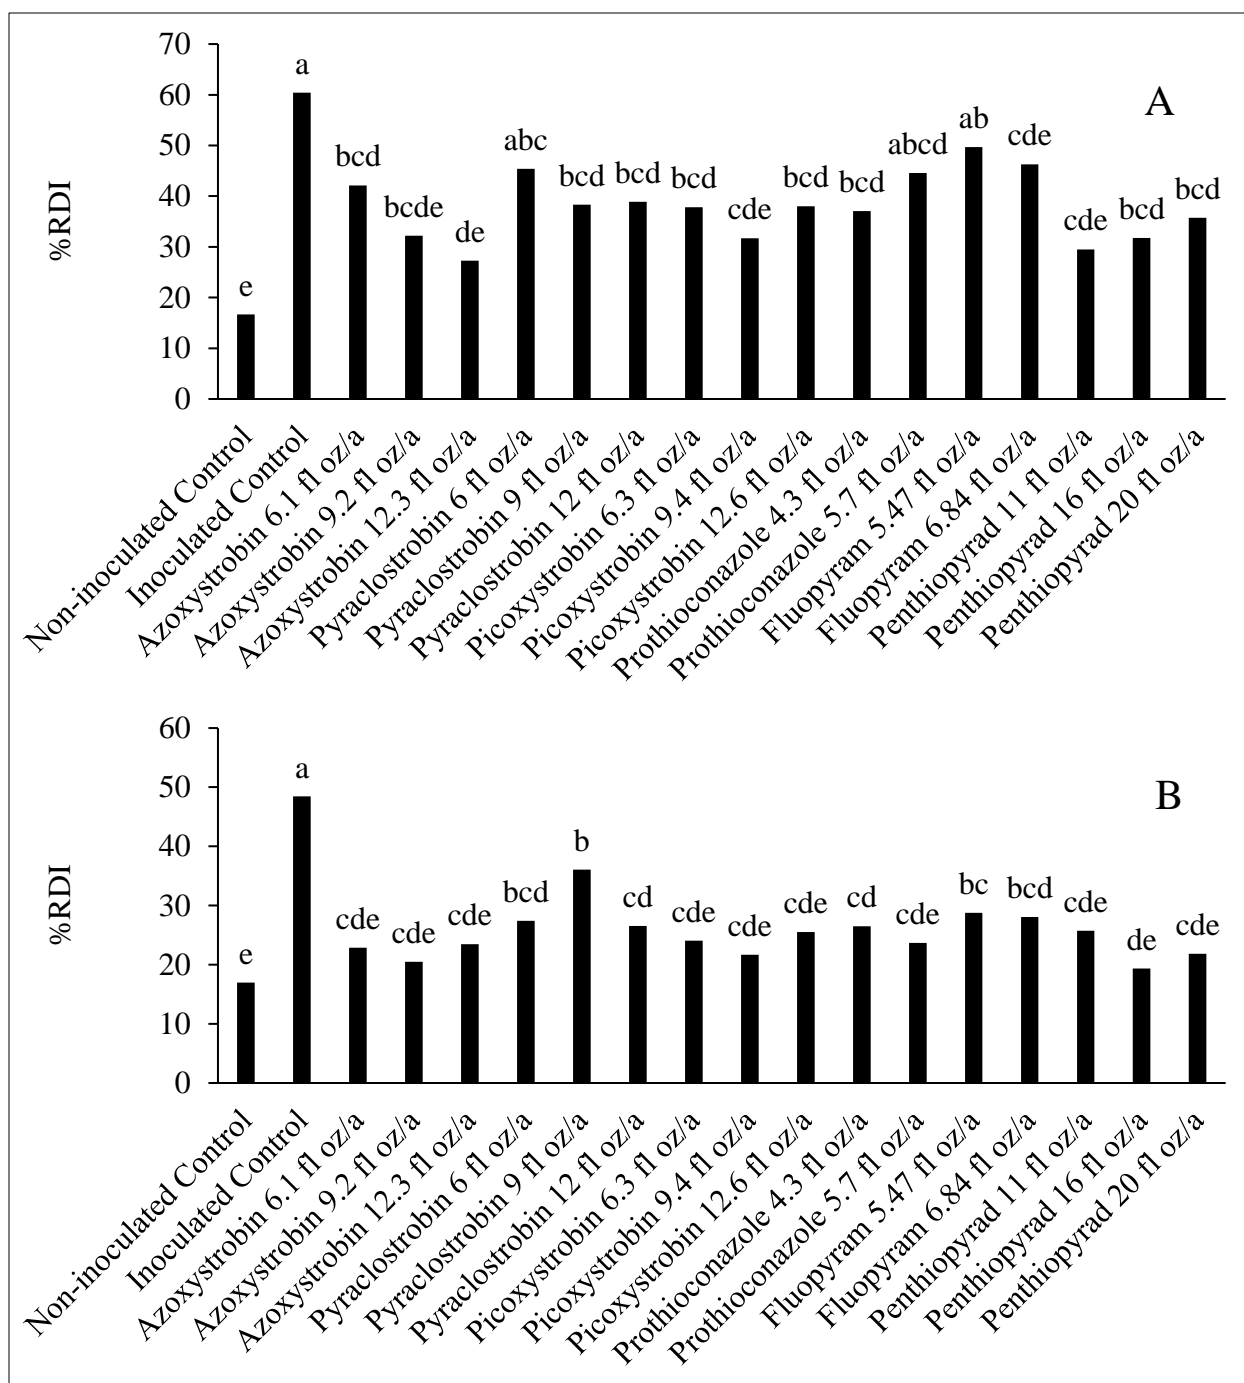 A
%RDI
70
60
50
40
30
20
10
0
e
a
bcd
bcde
de
abc
bcd
bcd
bcd
cde
bcd
bcd
abcd
ab
cde
cde
bcd
bcd
Non-inoculated Control
Inoculated Control
Azoxystrobin 6.1 fl oz/a
Azoxystrobin 9.2 fl oz/a
Azoxystrobin 12.3 fl oz/a
Pyraclostrobin 6 fl oz/a
Pyraclostrobin 9 fl oz/a
Pyraclostrobin 12 fl oz/a
Picoxystrobin 6.3 fl oz/a
Picoxystrobin 9.4 fl oz/a
Picoxystrobin 12.6 fl oz/a
Prothioconazole 4.3 fl oz/a
Prothioconazole 5.7 fl oz/a
Fluopyram 5.47 fl oz/a
Fluopyram 6.84 fl oz/a
Penthiopyrad 11 fl oz/a
Penthiopyrad 16 fl oz/a
Penthiopyrad 20 fl oz/a
B
%RDI
60
50
40
30
20
10
0
e
a
cde
cde
cde
bcd
b
cd
cde
cde
cde
cd
cde
bc
bcd
cde
de
cde
Non-inoculated Control
Inoculated Control
Azoxystrobin 6.1 fl oz/a
Azoxystrobin 9.2 fl oz/a
Azoxystrobin 12.3 fl oz/a
Pyraclostrobin 6 fl oz/a
Pyraclostrobin 9 fl oz/a
Pyraclostrobin 12 fl oz/a
Picoxystrobin 6.3 fl oz/a
Picoxystrobin 9.4 fl oz/a
Picoxystrobin 12.6 fl oz/a
Prothioconazole 4.3 fl oz/a
Prothioconazole 5.7 fl oz/a
Fluopyram 5.47 fl oz/a
Fluopyram 6.84 fl oz/a
Penthiopyrad 11 fl oz/a
Penthiopyrad 16 fl oz/a
Penthiopyrad 20 fl oz/a